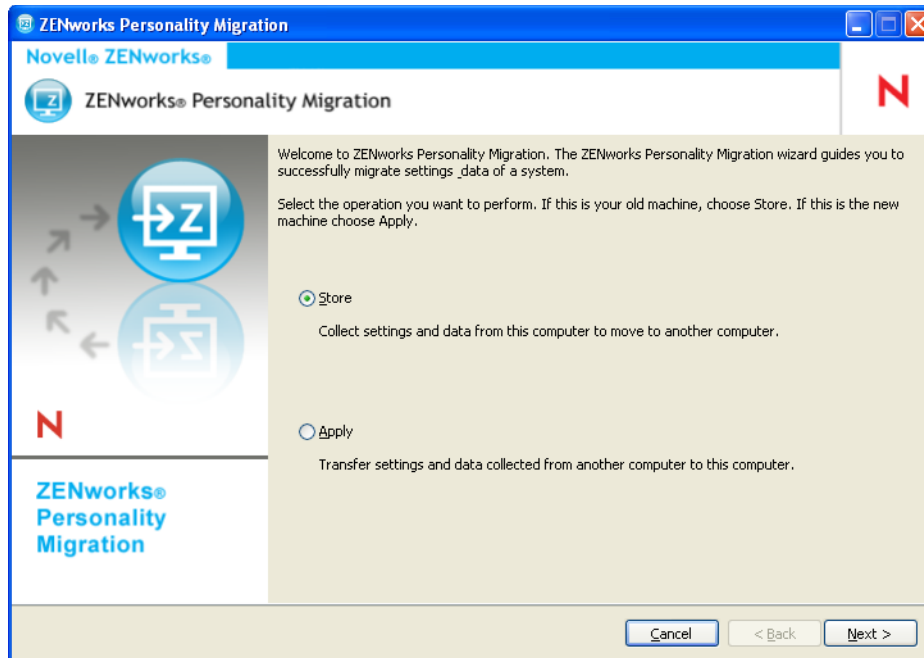 ZENworks Personality Migration
Novell® ZENworks®
ZENworks® Personality Migration
N
Welcome to ZENworks Personality Migration. The ZENworks Personality Migration wizard guides you to
successfully migrate settings _data of a system.
Select the operation you want to perform. If this is your old machine, choose Store. If this is the new
machine choose Apply.
Store
Collect settings and data from this computer to move to another computer.
Apply
Transfer settings and data collected from another computer to this computer.
Z
N
ZENworks®
Personality
Migration
Cancel
< Back
Next >